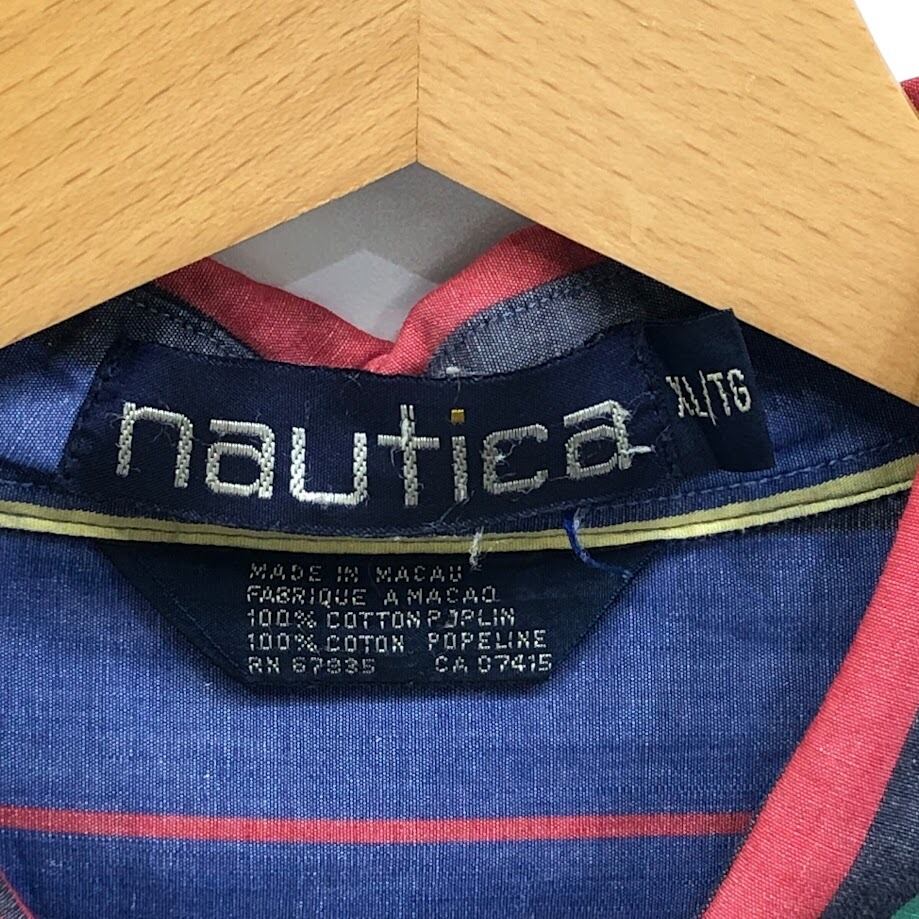 nautica
XL/TG
MADE IN MACAU
FABRIQUE A MACAO
100% COTTON POPLIN
100% COTON POPELINE
RN 67835 CA 07415